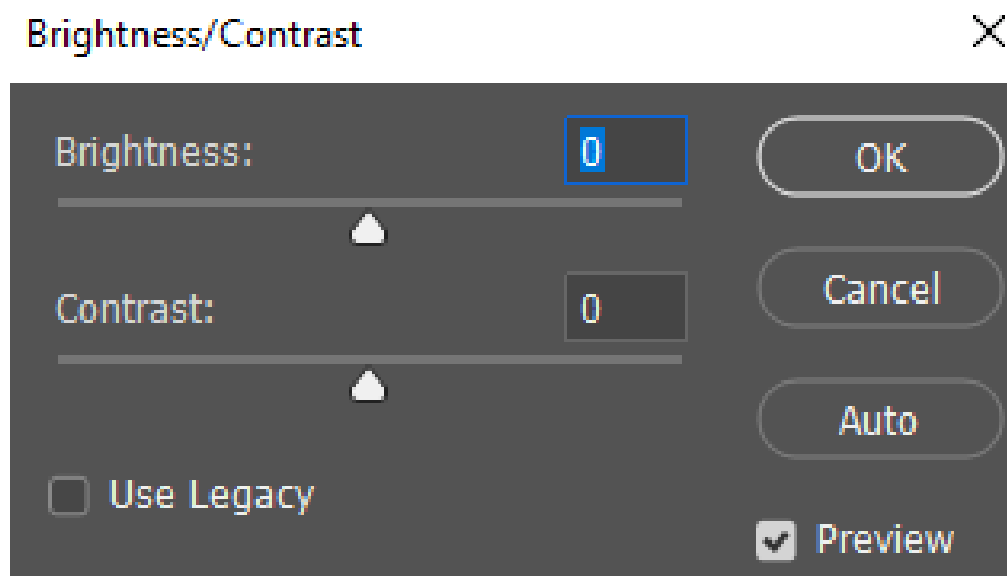 Brightness/Contrast
Brightness: 0
OK
Contrast: 0
Cancel
Auto
Use Legacy
Preview